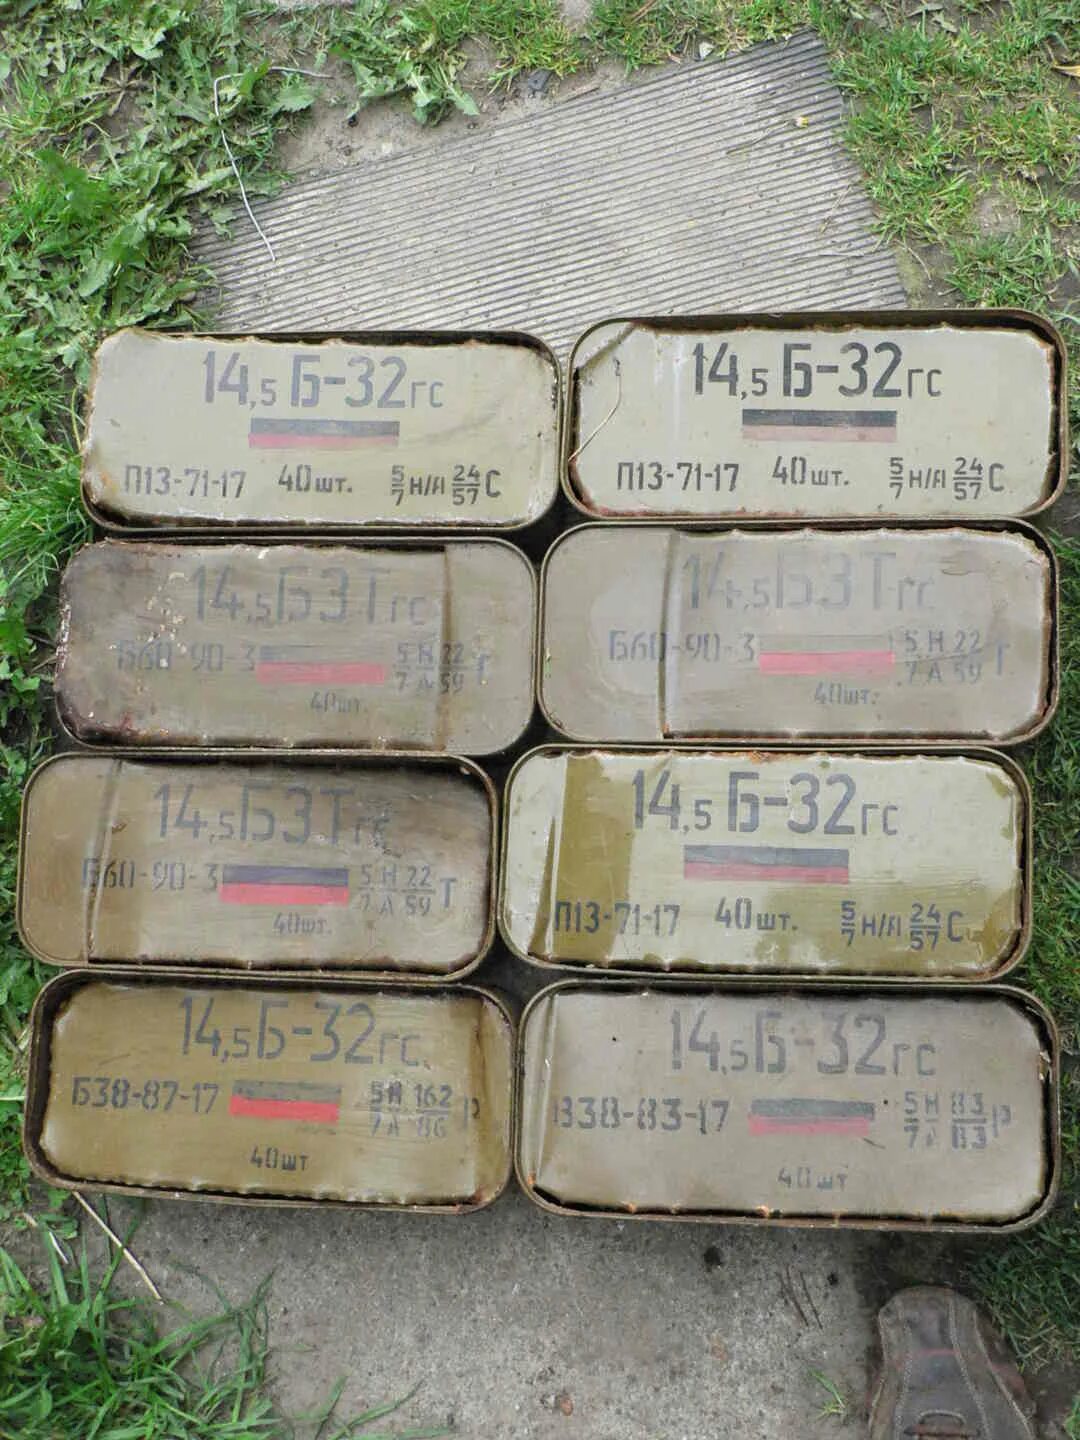 14,5 Б-32гс
П13-71-17 40шт. 5/7 Н/А 24/57 С
14,5 Б-32гс
П13-71-17 40шт. 5/7 Н/А 24/57 С
14,5 БЗТгс
Б60-90-3 5/7 Н/А 22/59 Т
40шт.
14,5 БЗТгс
Б60-90-3 5/7 Н/А 22/59 Т
40шт.
14,5 БЗТгс
Б60-90-3 5/7 Н/А 22/59 Т
40шт.
14,5 Б-32гс
П13-71-17 40шт. 5/7 Н/А 24/57 С
14,5 Б-32гс.
Б38-87-17 5/7 Н/А 162/86 Р
40шт
14,5 Б-32гс
В38-83-17 5/7 Н/А 83/83 Р
40шт